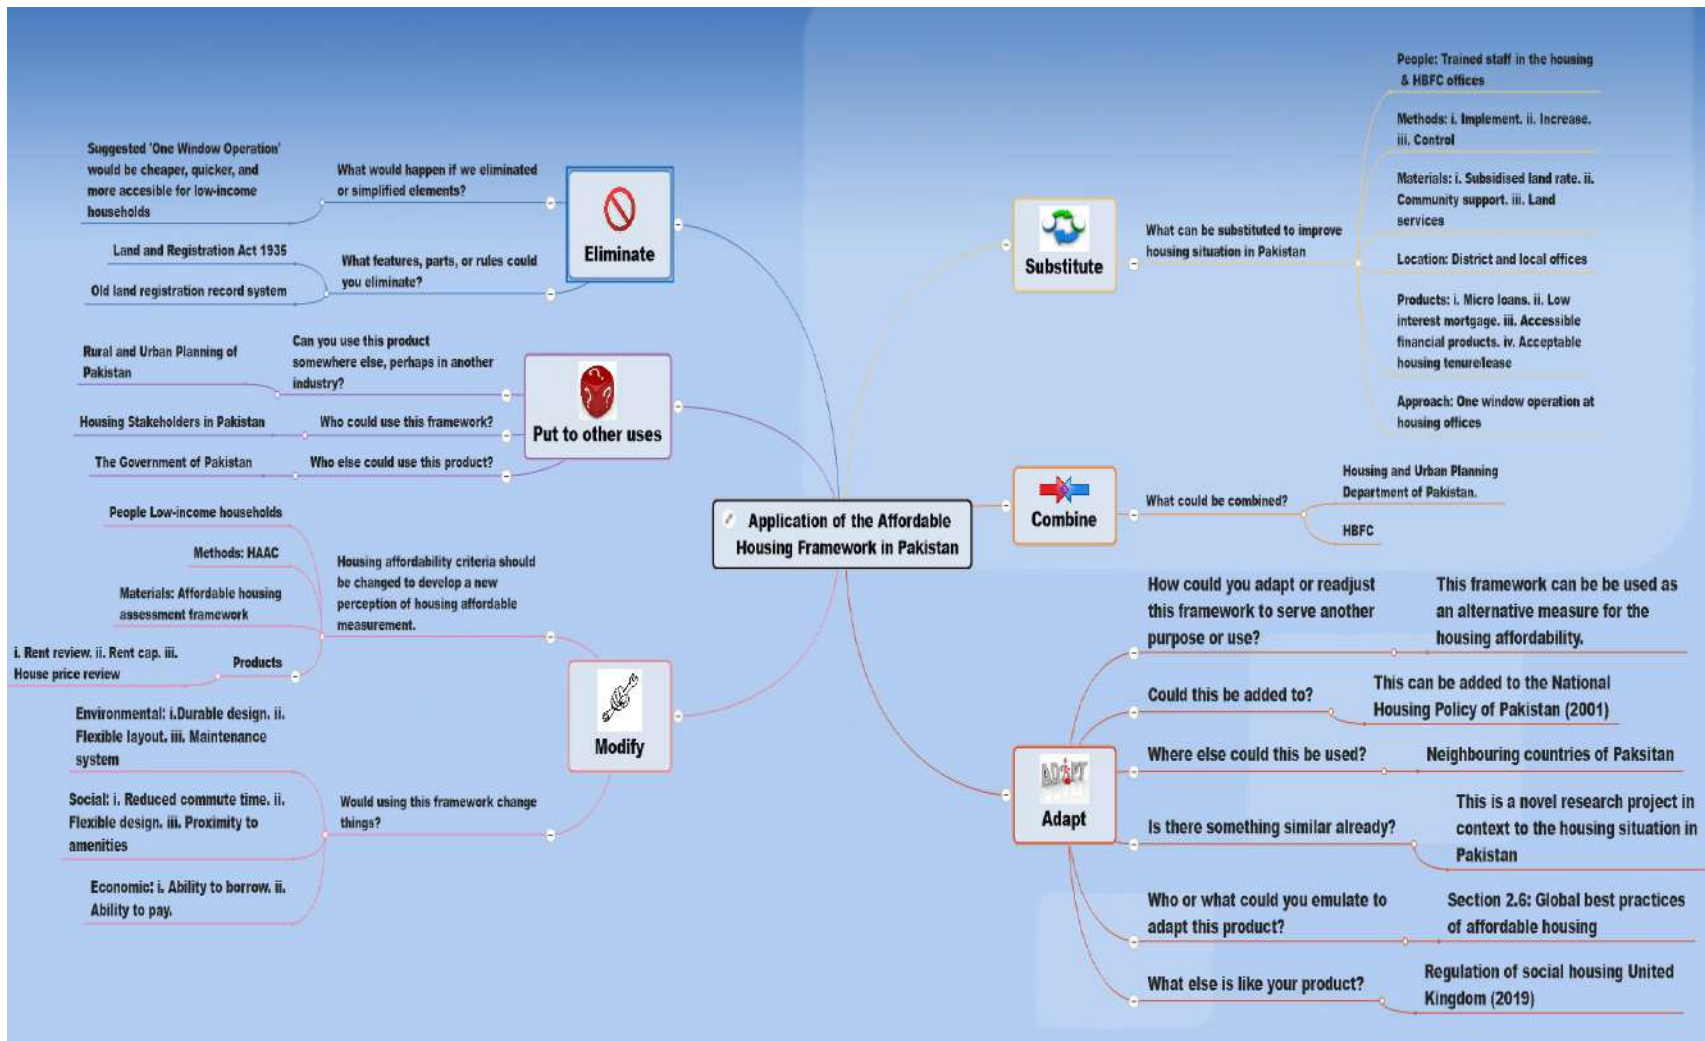 Application of the Affordable
Housing Framework in Pakistan
Substitute
What can be substituted to improve
housing situation in Pakistan
People: Trained staff in the housing
& HBFC offices
Methods: i. Implement. ii. Increase.
iii. Control
Materials: i. Subsidised land rate. ii.
Community support. iii. Land
services
Location: District and local offices
Products: i. Micro loans. ii. Low
interest mortgage. iii. Accessible
financial products. iv. Acceptable
housing tenure/lease
Approach: One window operation at
housing offices
Combine
What could be combined?
Housing and Urban Planning
Department of Pakistan.
HBFC
ADAPT
Adapt
How could you adapt or readjust
this framework to serve another
purpose or use?
This framework can be be used as
an alternative measure for the
housing affordability.
Could this be added to?
This can be added to the National
Housing Policy of Pakistan (2001)
Where else could this be used?
Neighbouring countries of Paksitan
Is there something similar already?
This is a novel research project in
context to the housing situation in
Pakistan
Who or what could you emulate to
adapt this product?
Section 2.6: Global best practices
of affordable housing
What else is like your product?
Regulation of social housing United
Kingdom (2019)
Eliminate
What would happen if we eliminated
or simplified elements?
Suggested 'One Window Operation'
would be cheaper, quicker, and
more accesible for low-income
households
What features, parts, or rules could
you eliminate?
Land and Registration Act 1935
Old land registration record system
Put to other uses
Can you use this product
somewhere else, perhaps in another
industry?
Rural and Urban Planning of
Pakistan
Who could use this framework?
Housing Stakeholders in Pakistan
Who else could use this product?
The Government of Pakistan
Modify
Housing affordability criteria should
be changed to develop a new
perception of housing affordable
measurement.
People Low-income households
Methods: HAAC
Materials: Affordable housing
assessment framework
Products
i. Rent review. ii. Rent cap. iii.
House price review
Would using this framework change
things?
Environmental: i.Durable design. ii.
Flexible layout. iii. Maintenance
system
Social: i. Reduced commute time. ii.
Flexible design. iii. Proximity to
amenities
Economic: i. Ability to borrow. ii.
Ability to pay.